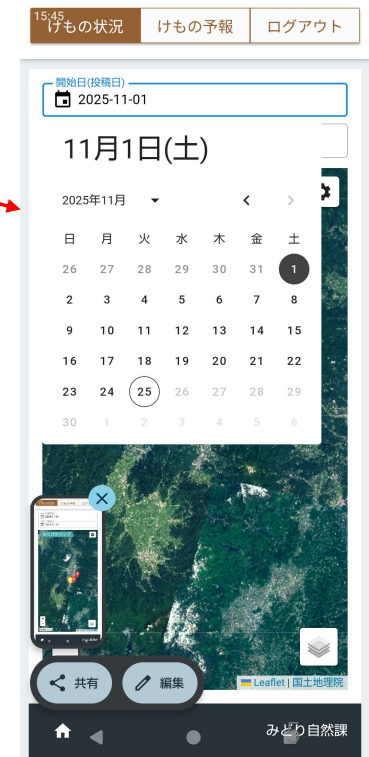 15:45
けもの状況 けもの予報 ログアウト
開始日(投稿日)
2025-11-01
11月1日(土)
2025年11月
日 月 火 水 木 金 土
26 27 28 29 30 31 1
2 3 4 5 6 7 8
9 10 11 12 13 14 15
16 17 18 19 20 21 22
23 24 25 26 27 28 29
30 1 2 3 4 5 6
共有 編集
Leaflet | 国土地理院
みどり自然課